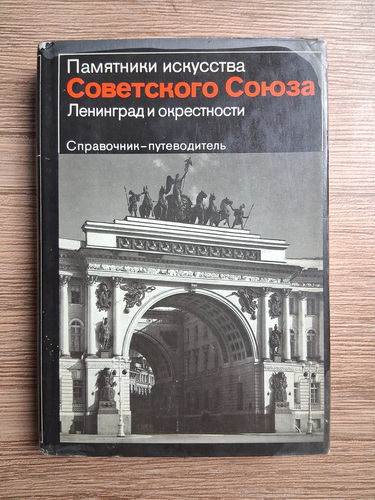 Памятники искусства
Советского Союза
Ленинград и окрестности
Справочник-путеводитель